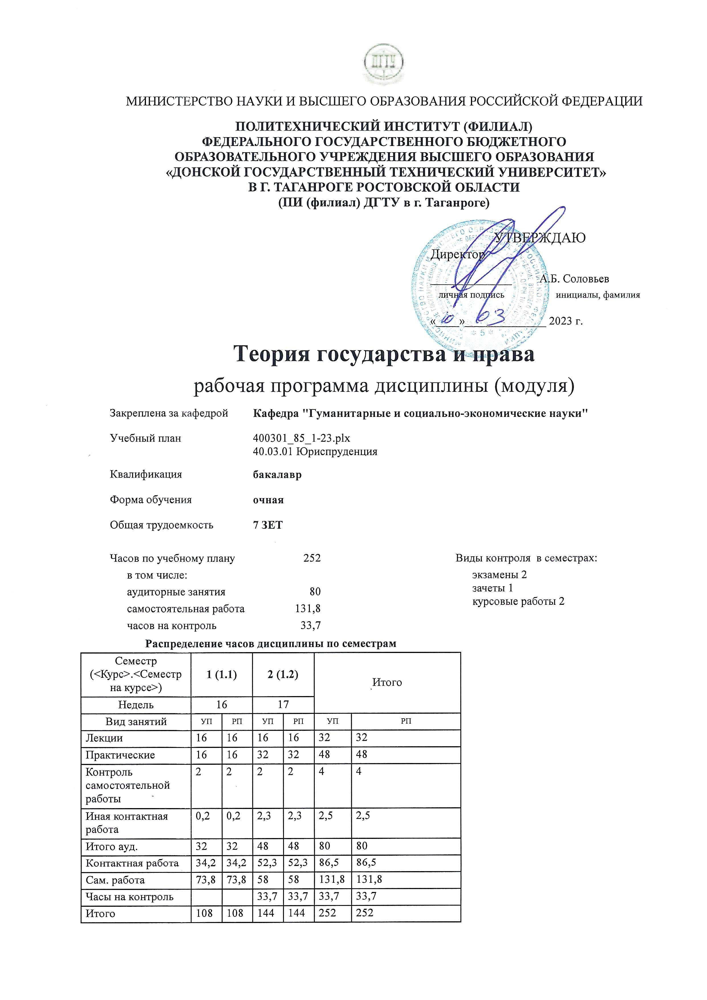 ДГТУ
МИНИСТЕРСТВО НАУКИ И ВЫСШЕГО ОБРАЗОВАНИЯ РОССИЙСКОЙ ФЕДЕРАЦИИ
ПОЛИТЕХНИЧЕСКИЙ ИНСТИТУТ (ФИЛИАЛ)
ФЕДЕРАЛЬНОГО ГОСУДАРСТВЕННОГО БЮДЖЕТНОГО
ОБРАЗОВАТЕЛЬНОГО УЧРЕЖДЕНИЯ ВЫСШЕГО ОБРАЗОВАНИЯ
«ДОНСКОЙ ГОСУДАРСТВЕННЫЙ ТЕХНИЧЕСКИЙ УНИВЕРСИТЕТ»
В Г. ТАГАНРОГЕ РОСТОВСКОЙ ОБЛАСТИ
(ПИ (филиал) ДГТУ в г. Таганроге)
УТВЕРЖДАЮ
Директор
А.Б. Соловьев
личная подпись инициалы, фамилия
«10» 03 2023 г.
Теория государства и права
рабочая программа дисциплины (модуля)
Закреплена за кафедрой Кафедра "Гуманитарные и социально-экономические науки"
Учебный план 400301_85_1-23.plx
40.03.01 Юриспруденция
Квалификация бакалавр
Форма обучения очная
Общая трудоемкость 7 ЗЕТ
Часов по учебному плану 252 Виды контроля в семестрах:
в том числе: экзамены 2
зачеты 1
аудиторные занятия 80
курсовые работы 2
самостоятельная работа 131,8
часов на контроль 33,7
Распределение часов дисциплины по семестрам
Семестр
(<Курс>.<Семестр 1 (1.1) 2 (1.2) Итого
на курсе>)
Недель 16 17
Вид занятий УП РП УП РП УП РП
Лекции 16 16 16 16 32 32
Практические 16 16 32 32 48 48
Контроль 2 2 2 2 4 4
самостоятельной
работы
Иная контактная 0,2 0,2 2,3 2,3 2,5 2,5
работа
Итого ауд. 32 32 48 48 80 80
Контактная работа 34,2 34,2 52,3 52,3 86,5 86,5
Сам. работа 73,8 73,8 58 58 131,8 131,8
Часы на контроль 33,7 33,7 33,7 33,7
Итого 108 108 144 144 252 252